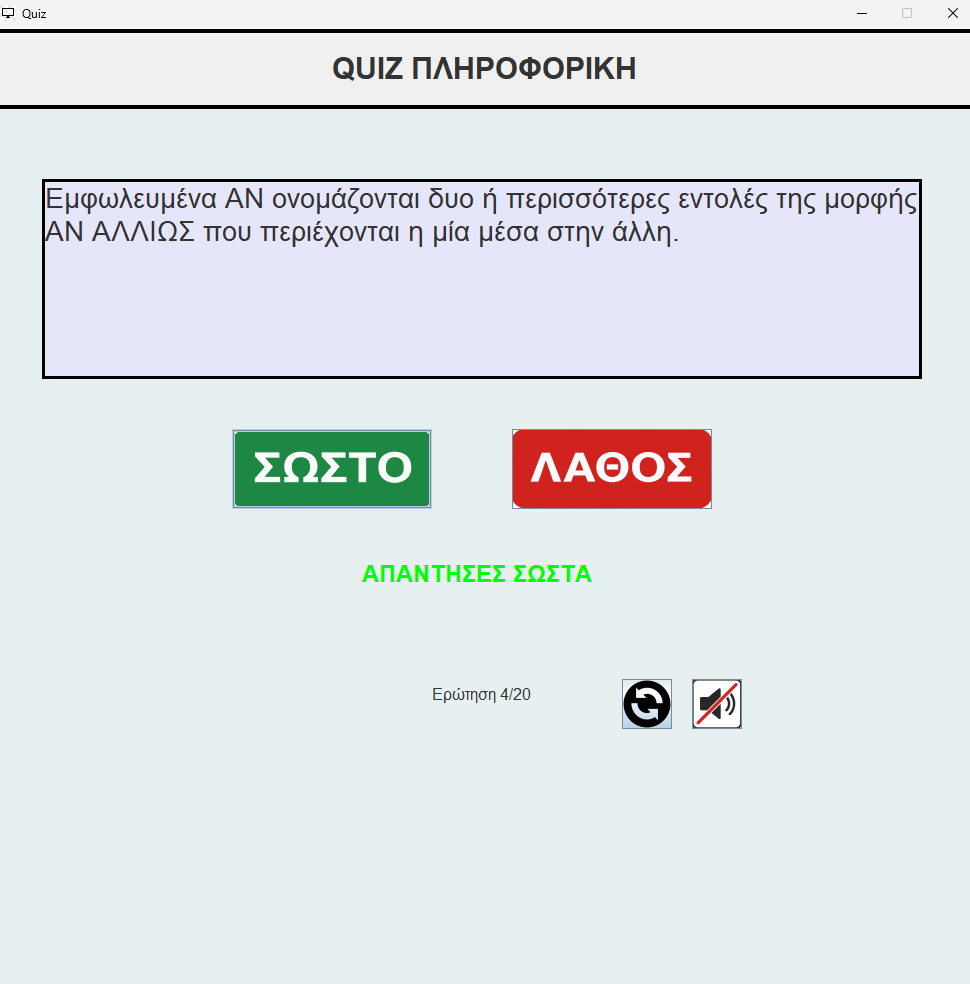 Quiz
QUIZ ΠΛΗΡΟΦΟΡΙΚΗ
Εμφωλευμένα ΑΝ ονομάζονται δυο ή περισσότερες εντολές της μορφής
ΑΝ ΑΛΛΙΩΣ που περιέχονται η μία μέσα στην άλλη.
ΣΩΣΤΟ
ΛΑΘΟΣ
ΑΠΑΝΤΗΣΕΣ ΣΩΣΤΑ
Ερώτηση 4/20